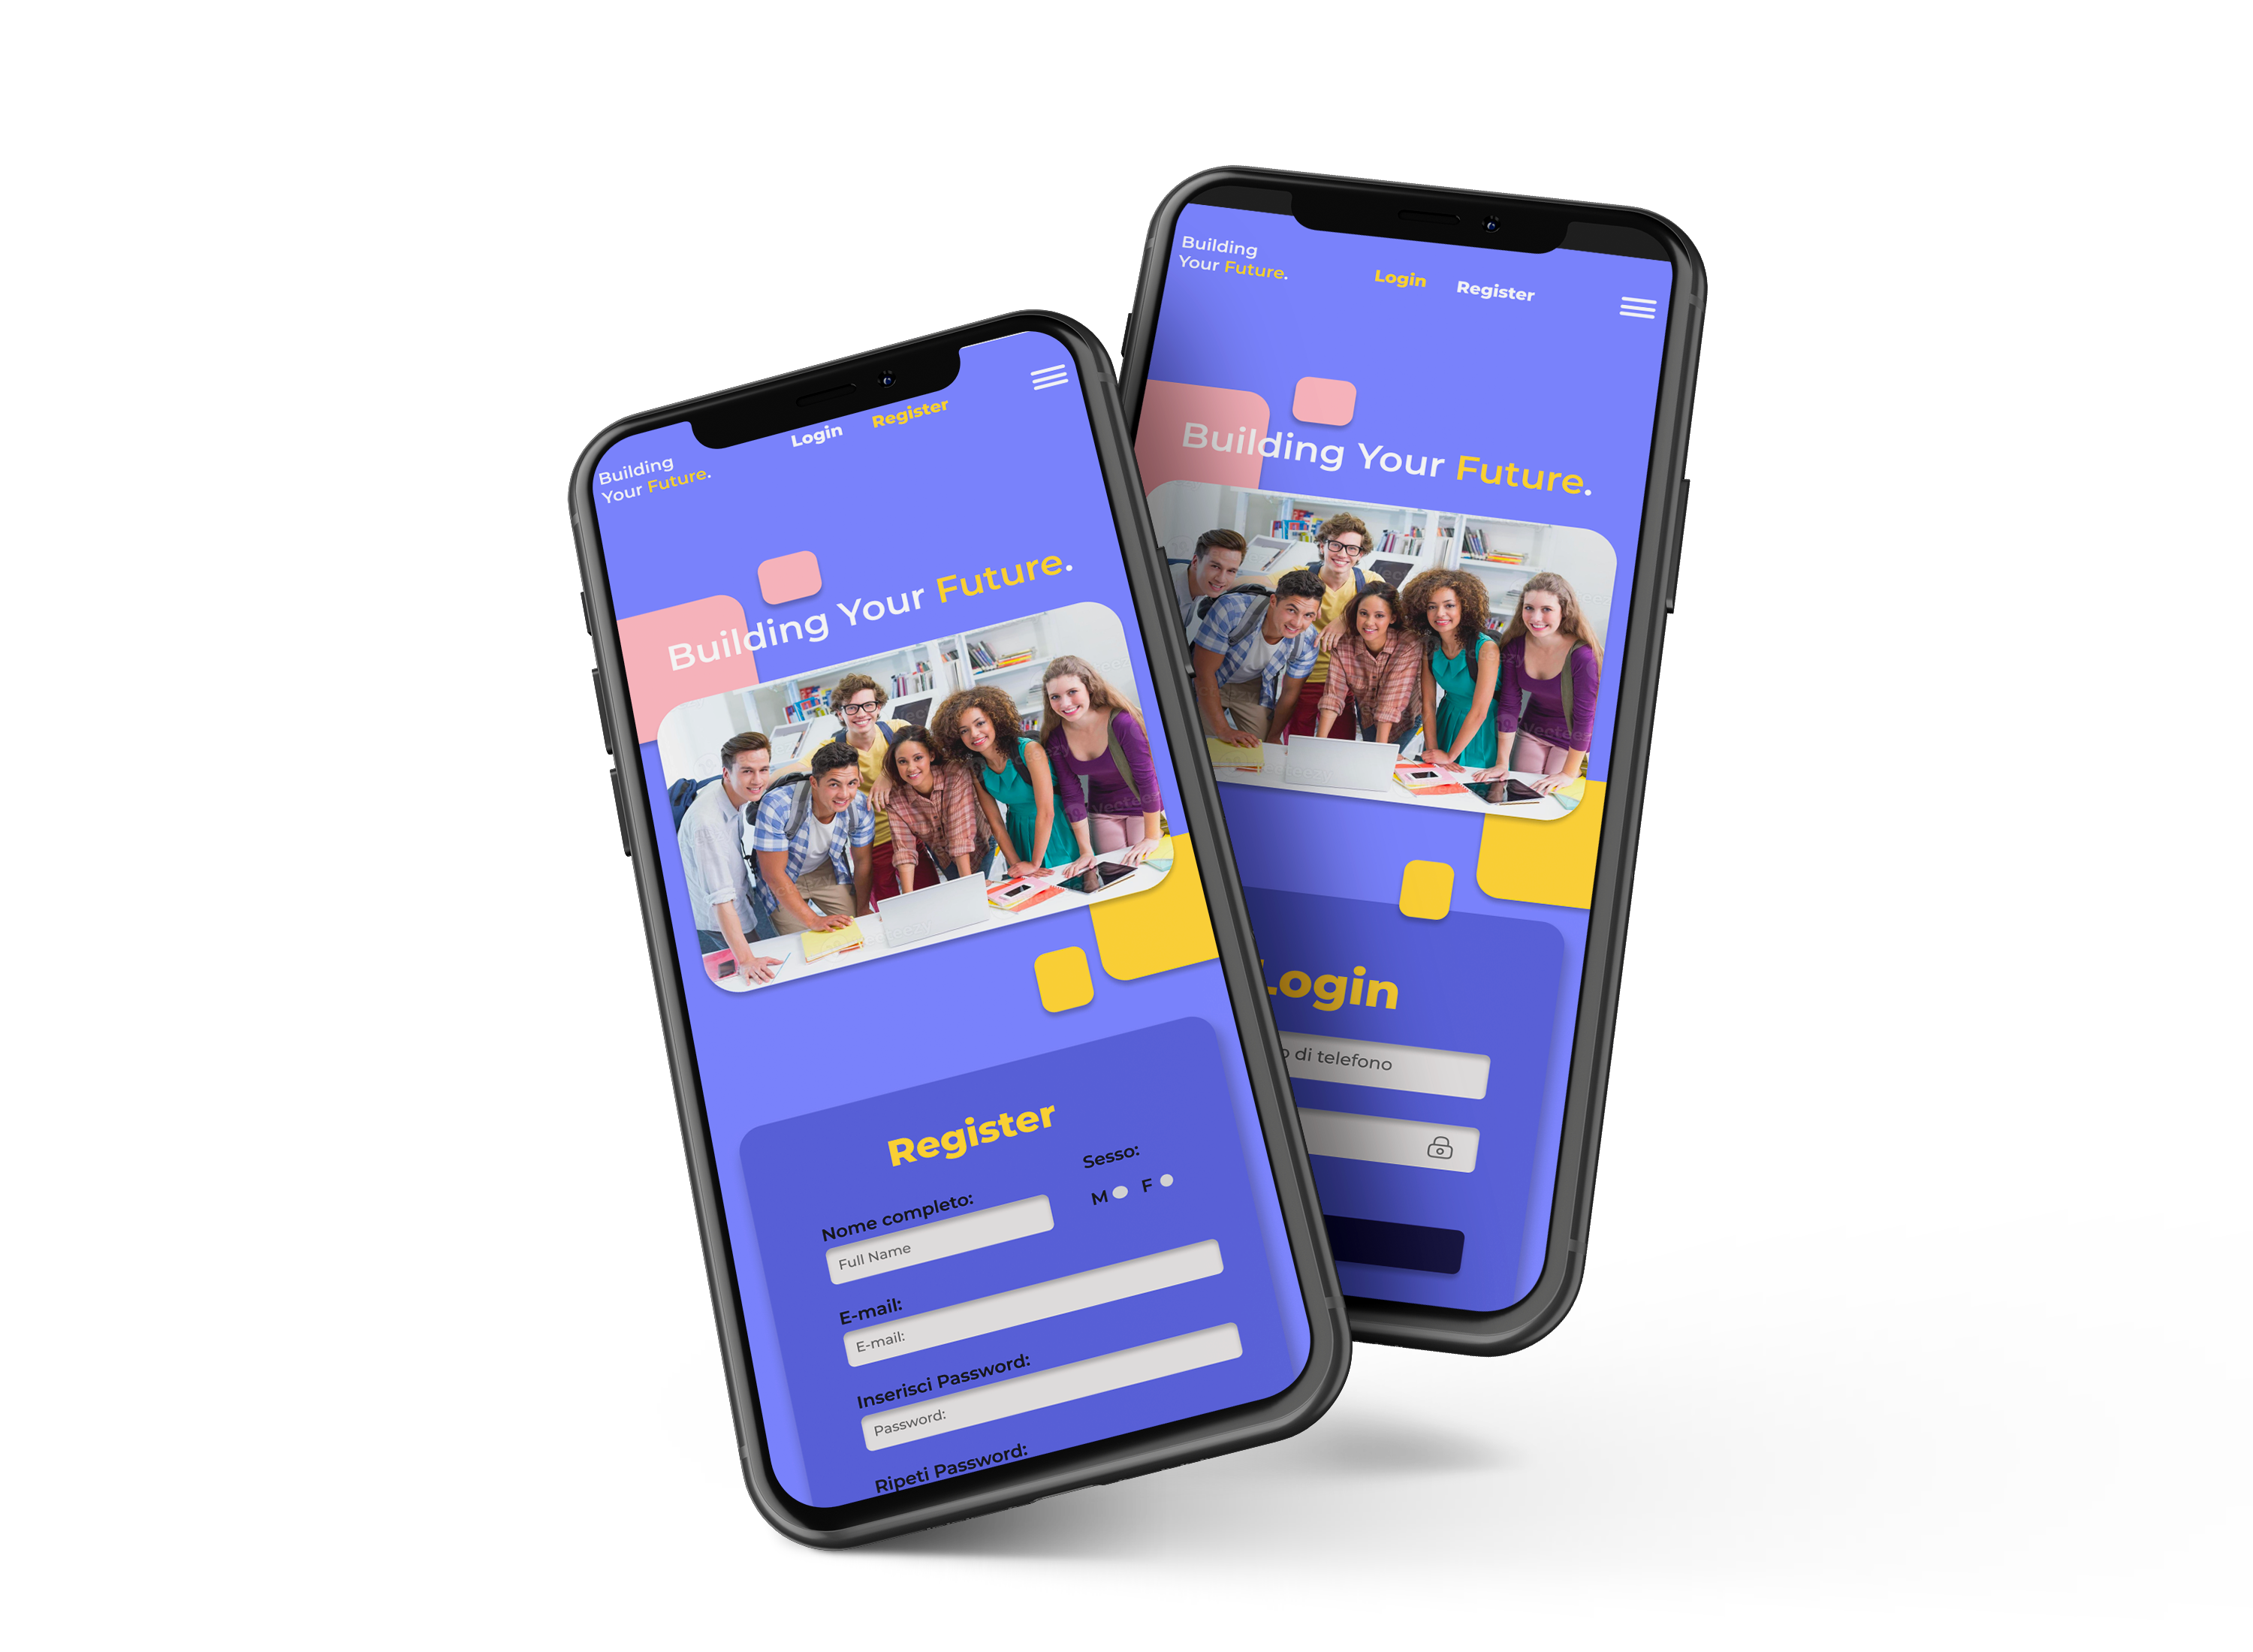 Building
Your Future.
Login Register
Building Your Future.
Register
Nome completo:
Full Name
Sesso:
M F
E-mail:
E-mail:
Inserisci Password:
Password:
Ripeti Password:
Building
Your Future.
Login Register
Building Your Future.
Login
di telefono